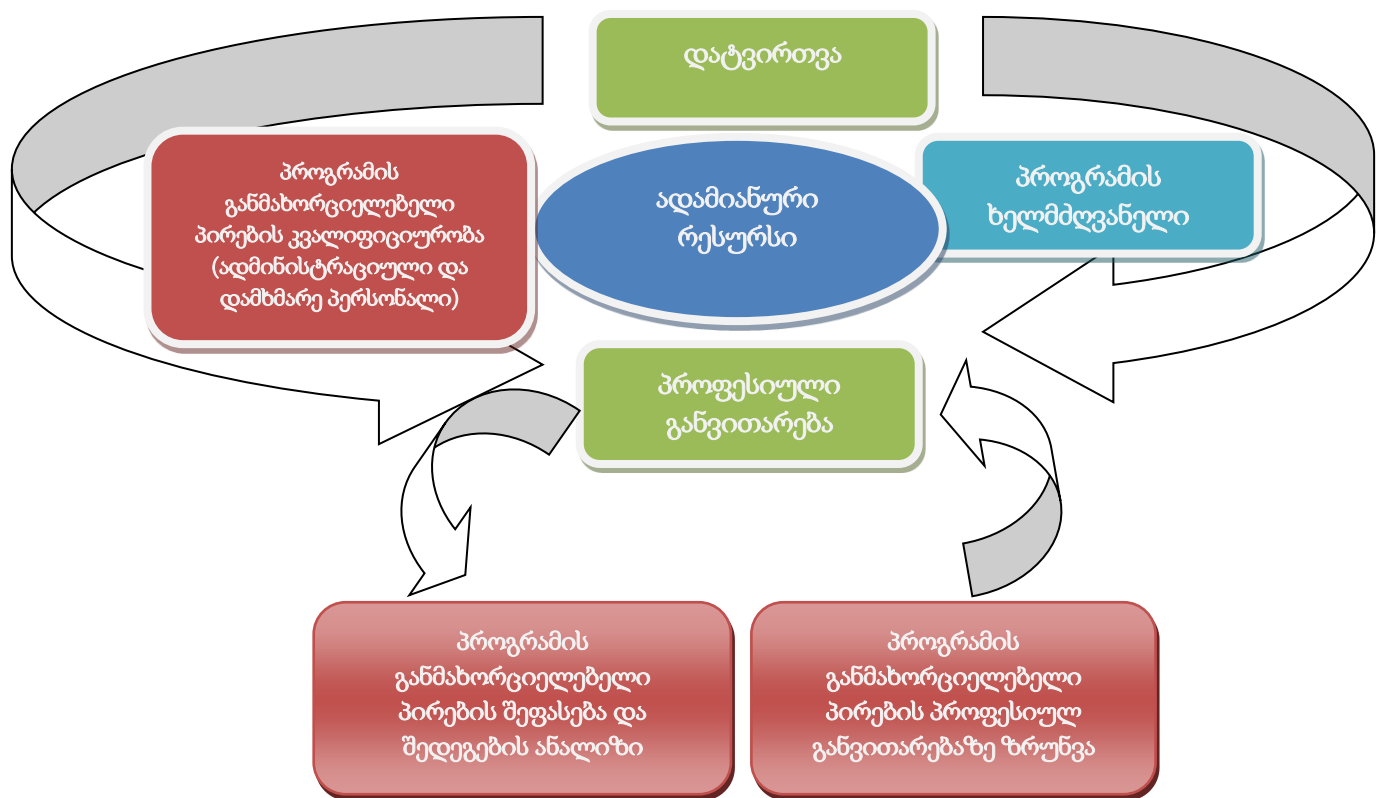 დატვირთვა
პროგრამის
განმახორციელებელი
პირების კვალიფიციურობა
(ადმინისტრაციული და
დამხმარე პერსონალი)
ადამიანური
რესურსი
პროგრამის
ხელმძღვანელი
პროფესიული
განვითარება
პროგრამის
განმახორციელებელი
პირების შეფასება და
შედეგების ანალიზი
პროგრამის
განმახორციელებელი
პირების პროფესიულ
განვითარებაზე ზრუნვა